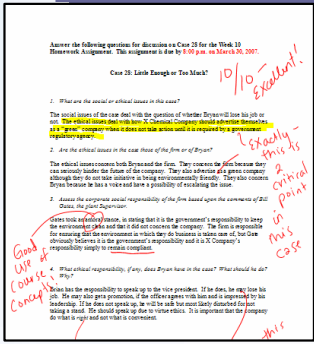 Answer the following questions for discussion on Case 28 for the Week 10
Homework Assignment. This assignment is due by 8:00 p.m. on March 30, 2007.
10/10 – Excellent!
Case 28: Little Enough or Too Much?
1. What are the social or ethical issues in this case?
The social issues of the case deal with the question of whether Bryan will lose his job or
not. The ethical issues deal with how X Chemical Company should advertise themselves
as a "green" company when it does not take action until it is required by a government
regulatory agency.
Exactly – this is a critical point in this case
2. Are the ethical issues in the case those of the firm or of Bryan?
The ethical issues concern both Bryan and the firm. They concern the firm because they
can seriously hinder the future of the company. They also advertise as a green company
although they do not take initiative in being environmentally friendly. They also concern
Bryan because he has a voice and have a possibility of escalating the issue.
3. Assess the corporate social responsibility of the firm based upon the comments of Bill
Gates, the plant Supervisor.
Gates took an stance, in stating that it is the government's responsibility to keep
the environment clean and that it did not concern the company. The firm is responsible
for ensuring that the environment in which they do business is taken care of, but Gates
obviously believes it is the government's responsibility and it is X Company's
responsibility simply to remain compliant.
Good use of course concepts.
4. What ethical responsibility, if any, does Bryan have in the case? What should he do?
Why?
Brian has the responsibility to speak up to the vice president. If he does, he may lose his
job. He may also get a promotion, if the officer agrees with him and is impressed by his
leadership. If he does not speak up, he will be safe but most likely disturbed for not
taking a stand. He should speak up due to virtue ethics. It is important that the company
do what is right and not what is convenient.
this